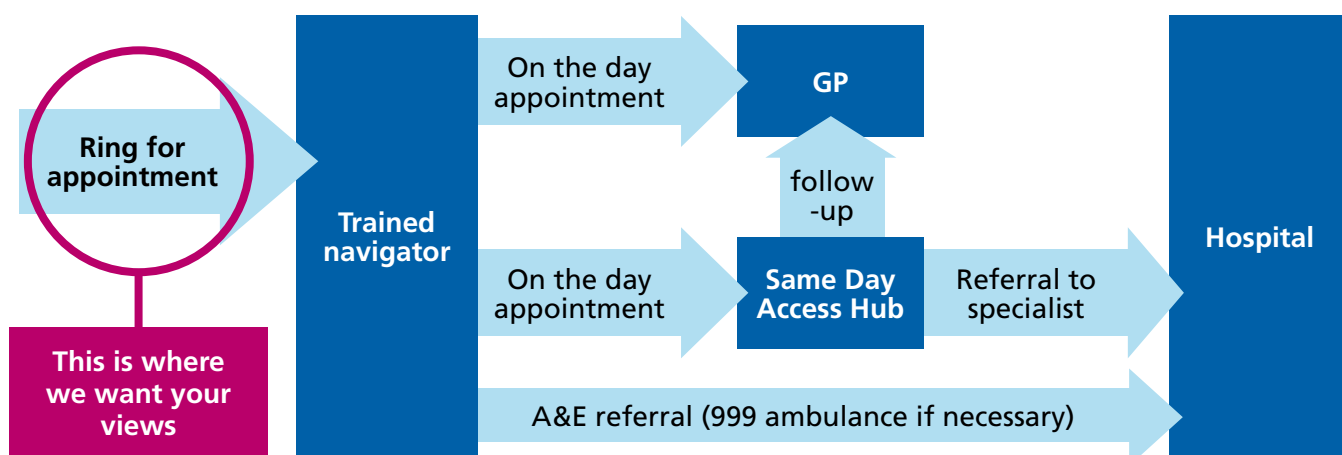 Ring for
appointment
This is where
we want your
views
Trained
navigator
On the day
appointment
GP
follow
-up
On the day
appointment
Same Day
Access Hub
Referral to
specialist
A&E referral (999 ambulance if necessary)
Hospital